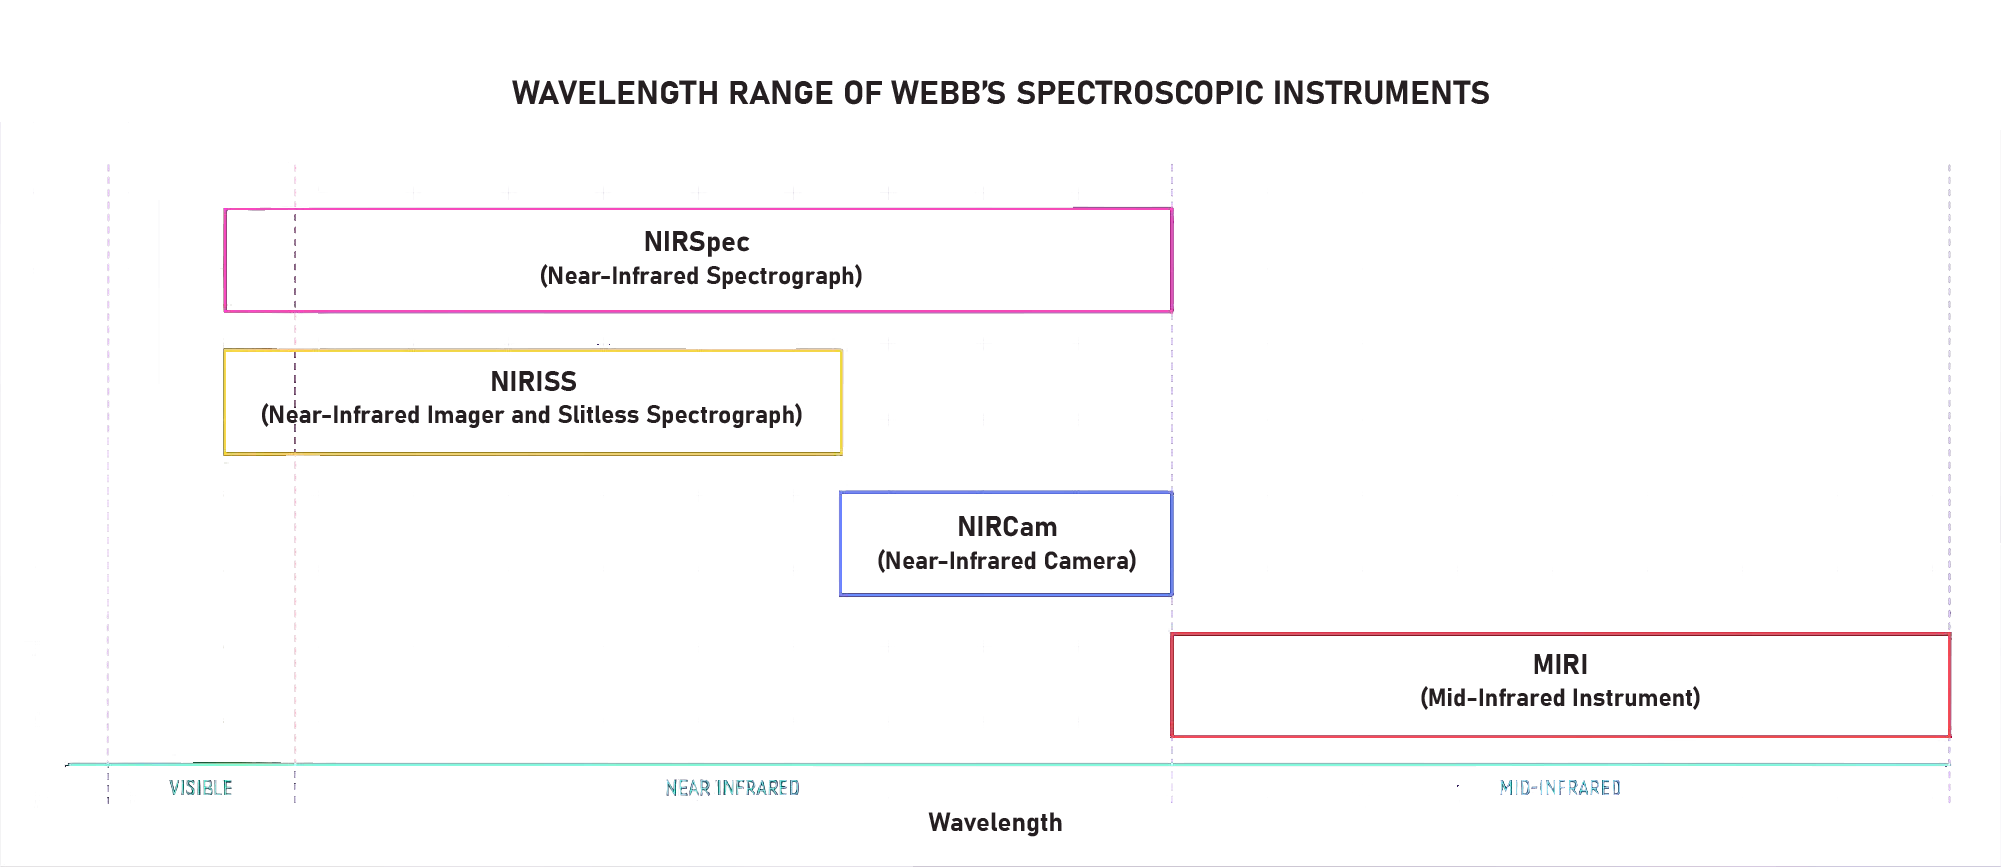 WAVELENGTH RANGE OF WEBB'S SPECTROSCOPIC INSTRUMENTS
NIRSpec
(Near-Infrared Spectrograph)
NIRISS
(Near-Infrared Imager and Slitless Spectrograph)
NIRCam
(Near-Infrared Camera)
MIRI
(Mid-Infrared Instrument)
VISIBLE
NEAR INFRARED
MID-INFRARED
Wavelength